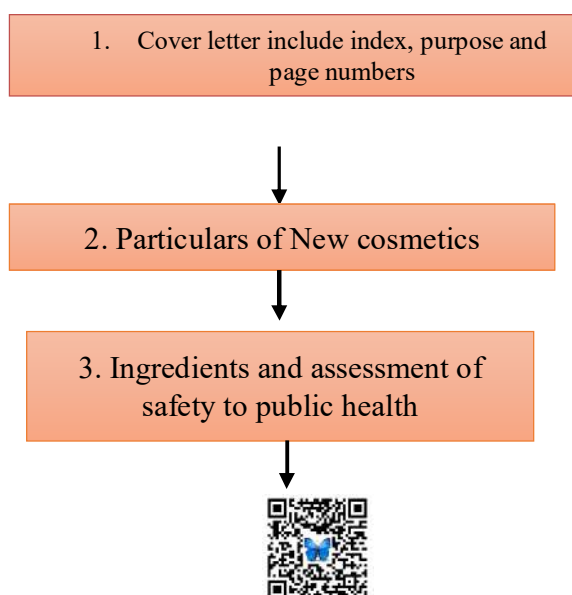 1. Cover letter include index, purpose and
page numbers
2. Particulars of New cosmetics
3. Ingredients and assessment of
safety to public health